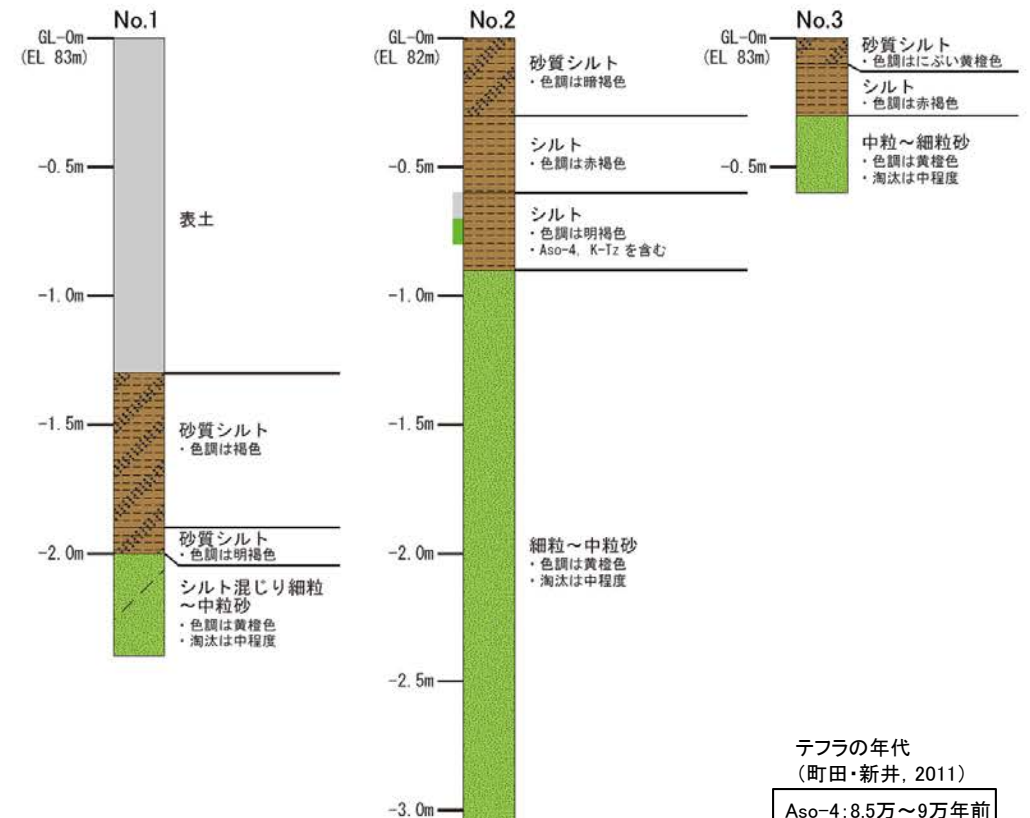 No.1
GL-0m
(EL 83m)
-0.5m
-1.0m
-1.5m
-2.0m
表土
砂質シルト
・色調は褐色
砂質シルト
・色調は明褐色
シルト混じり細粒
～中粒砂
・色調は黄橙色
・淘汰は中程度
No.2
GL-0m
(EL 82m)
-0.5m
-1.0m
-1.5m
-2.0m
-2.5m
-3.0m
砂質シルト
・色調は暗褐色
シルト
・色調は赤褐色
シルト
・色調は明褐色
・Aso-4, K-Tz を含む
細粒～中粒砂
・色調は黄橙色
・淘汰は中程度
No.3
GL-0m
(EL 83m)
-0.5m
砂質シルト
・色調はにぶい黄橙色
シルト
・色調は赤褐色
中粒～細粒砂
・色調は黄橙色
・淘汰は中程度
テフラの年代
（町田・新井, 2011）
Aso-4：8.5万～9万年前